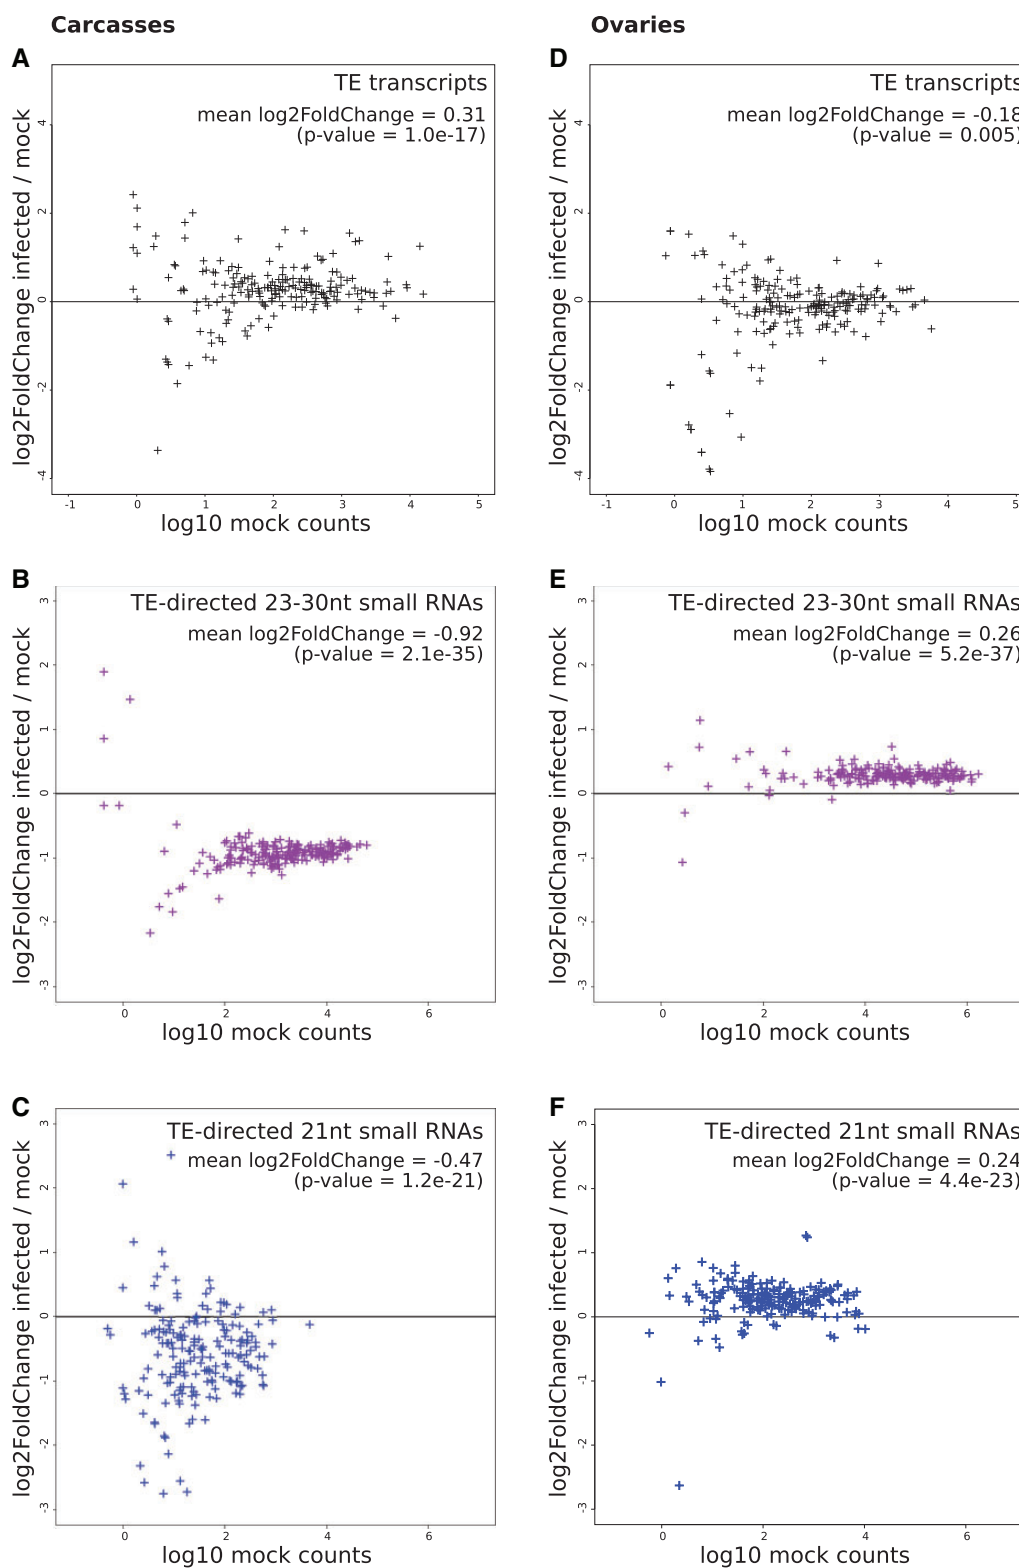 Carcasses
Ovaries
A
TE transcripts
mean log2FoldChange = 0.31
(p-value = 1.0e-17)
log2FoldChange infected / mock
4
2
0
-2
-4
-1 0 1 2 3 4 5
log10 mock counts
D
TE transcripts
mean log2FoldChange = -0.18
(p-value = 0.005)
log2FoldChange infected / mock
4
2
0
-2
-4
-1 0 1 2 3 4 5
log10 mock counts
B
TE-directed 23-30nt small RNAs
mean log2FoldChange = -0.92
(p-value = 2.1e-35)
log2FoldChange infected / mock
3
2
1
0
-1
-2
-3
0 2 4 6
log10 mock counts
E
TE-directed 23-30nt small RNAs
mean log2FoldChange = 0.26
(p-value = 5.2e-37)
log2FoldChange infected / mock
3
2
1
0
-1
-2
-3
0 2 4 6
log10 mock counts
C
TE-directed 21nt small RNAs
mean log2FoldChange = -0.47
(p-value = 1.2e-21)
log2FoldChange infected / mock
3
2
1
0
-1
-2
-3
0 2 4 6
log10 mock counts
F
TE-directed 21nt small RNAs
mean log2FoldChange = 0.24
(p-value = 4.4e-23)
log2FoldChange infected / mock
3
2
1
0
-1
-2
-3
0 2 4 6
log10 mock counts